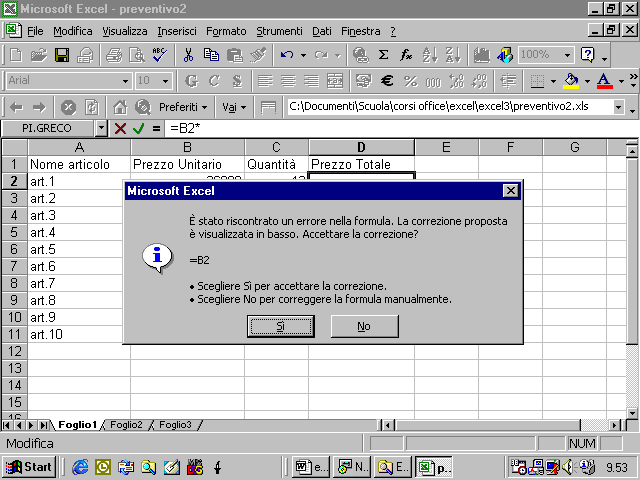 Microsoft Excel - preventivo2
File Modifica Visualizza Inserisci Formato Strumenti Dati Finestra ?
100%
Arial 10 G C S
Preferiti Vai C:\Documenti\Scuola\corsi office\excel\excel3\preventivo2.xls
PI.GRECO =B2*
A B C D E F G
1 Nome articolo Prezzo Unitario Quantità Prezzo Totale
2 art.1
3 art.2
4 art.3
5 art.4
6 art.5
7 art.6
8 art.7
9 art.8
10 art.9
11 art.10
12
13
14
15
Microsoft Excel
È stato riscontrato un errore nella formula. La correzione proposta
è visualizzata in basso. Accettare la correzione?
=B2
• Scegliere Sì per accettare la correzione.
• Scegliere No per correggere la formula manualmente.
Sì No
Foglio1 Foglio2 Foglio3
Modifica NUM
Start e... N... E... p.. 9.53